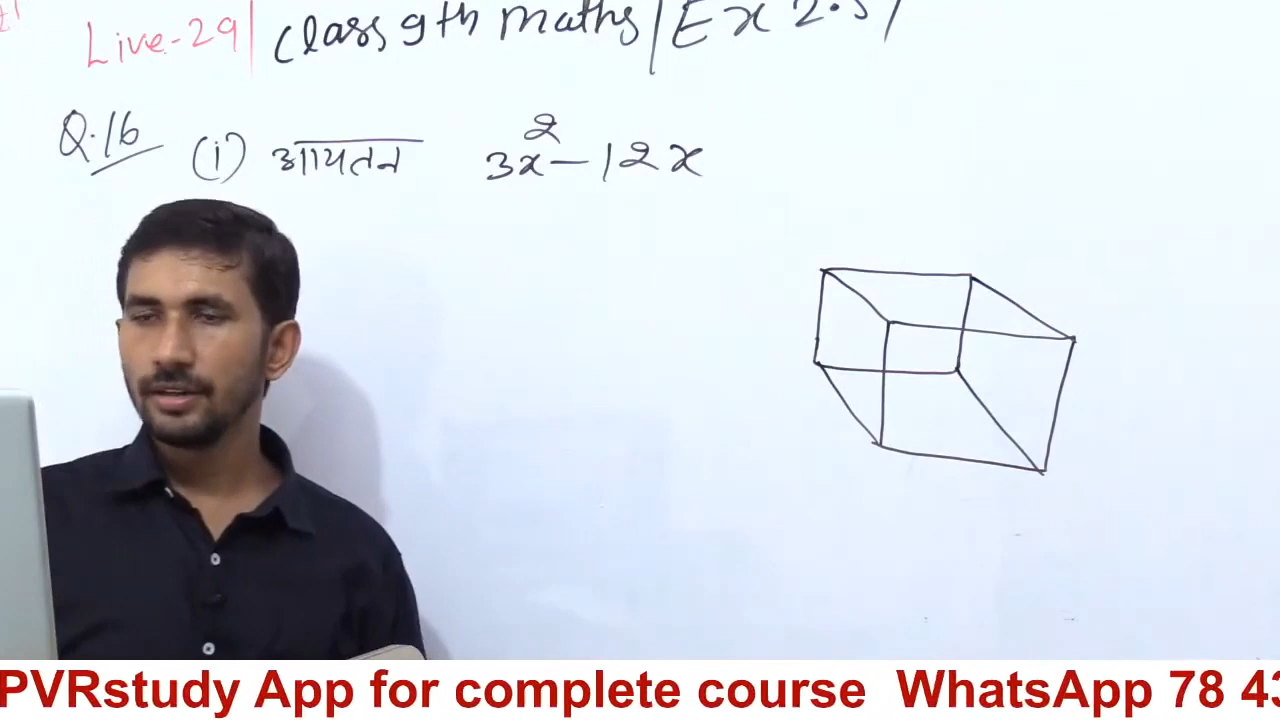 Live-29| Class 9th maths | Ex 2.5 |
Q.16 (i) आयतन 3x² - 12x
PVRstudy App for complete course WhatsApp 78 43